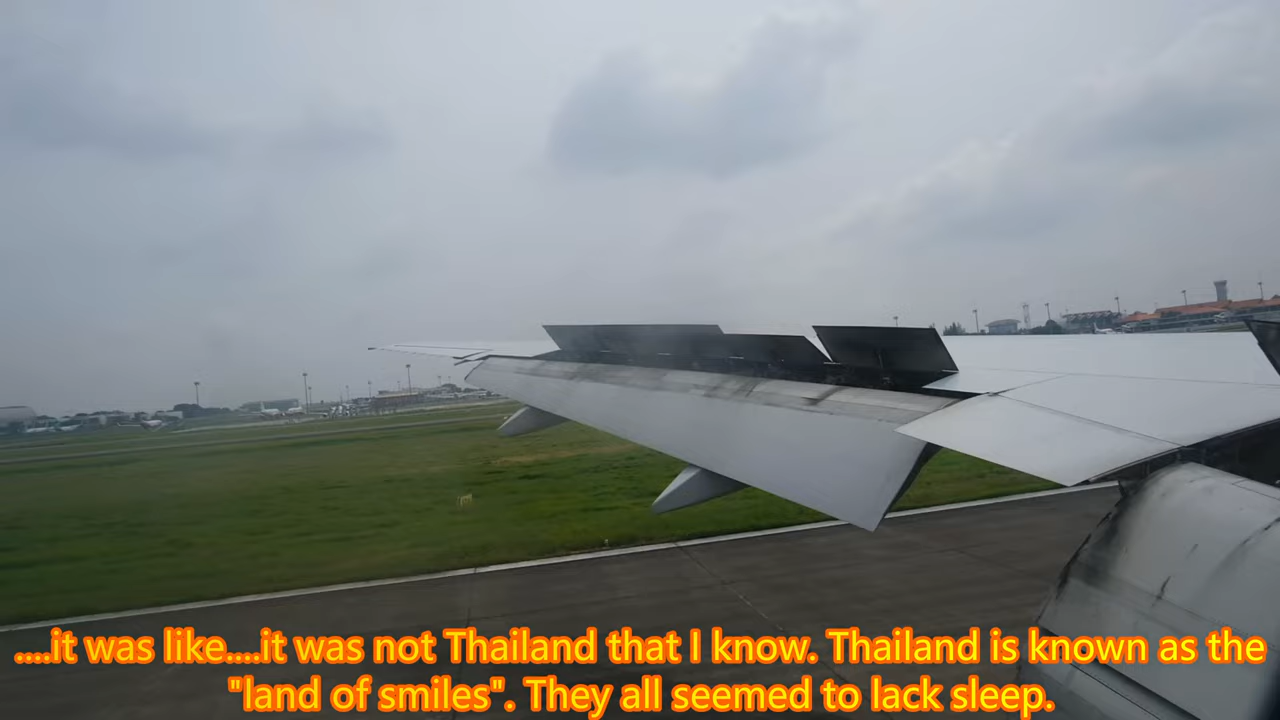 ....it was like....it was not Thailand that I know. Thailand is known as the
"land of smiles". They all seemed to lack sleep.